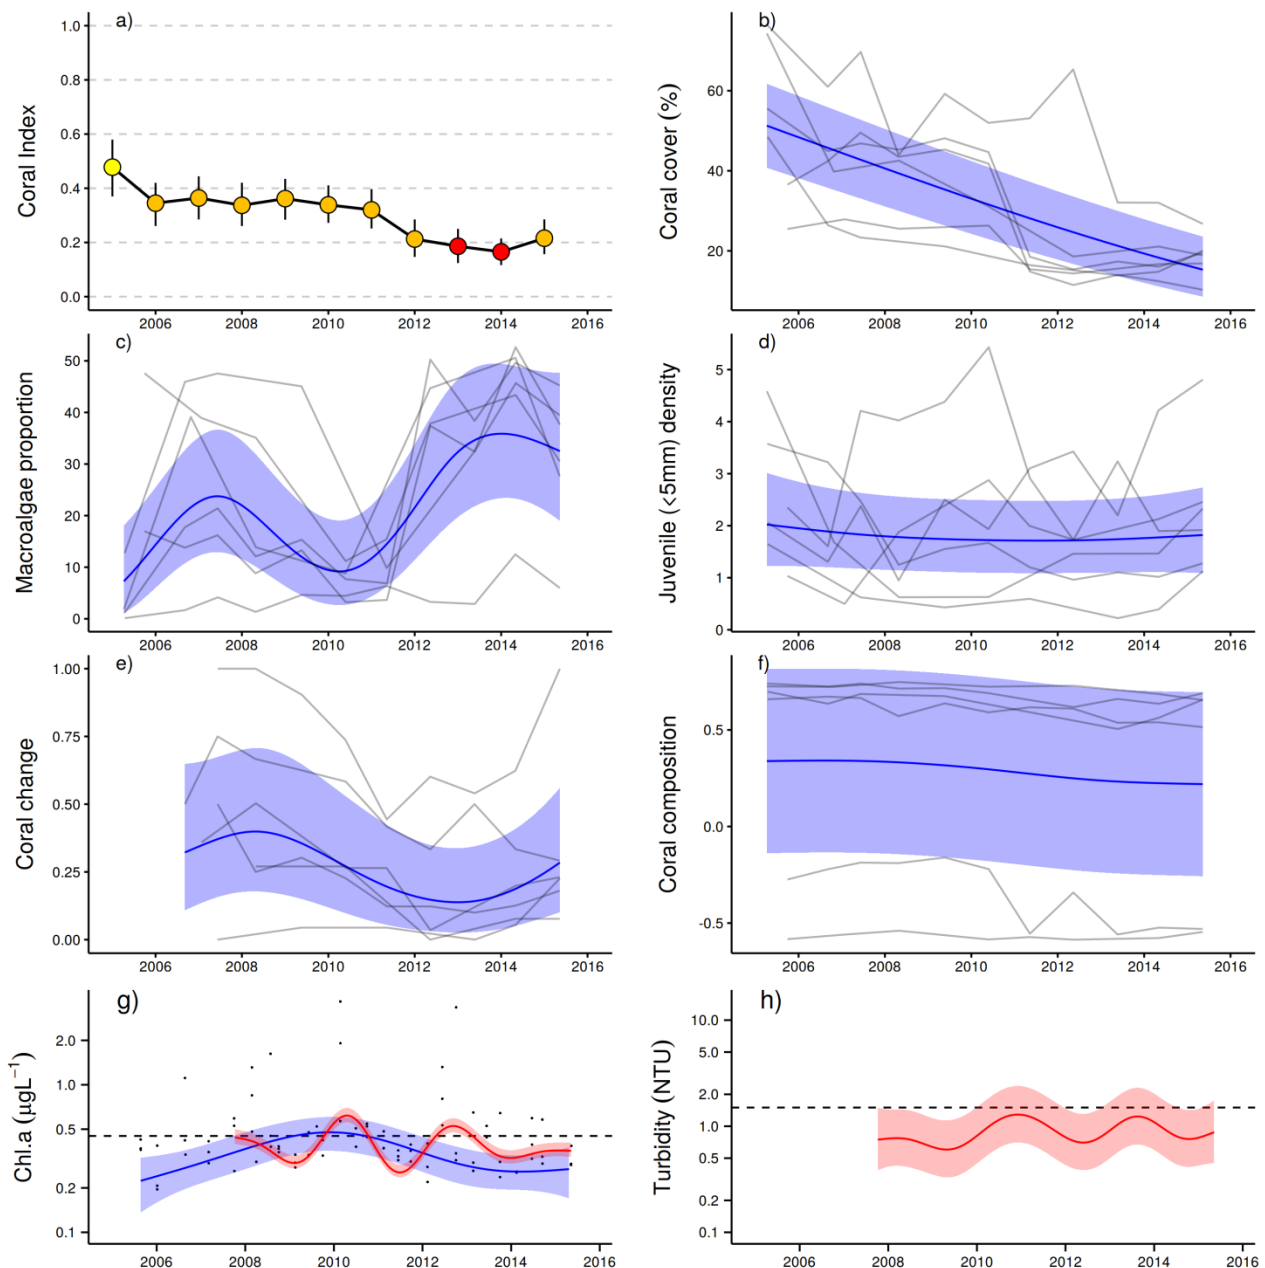 a)
Coral Index
1.0
0.8
0.6
0.4
0.2
0.0
2006 2008 2010 2012 2014 2016
b)
Coral cover (%)
60
40
20
2006 2008 2010 2012 2014 2016
c)
Macroalgae proportion
50
40
30
20
10
0
2006 2008 2010 2012 2014 2016
d)
Juvenile (<5mm) density
5
4
3
2
1
0
2006 2008 2010 2012 2014 2016
e)
Coral change
1.00
0.75
0.50
0.25
0.00
2006 2008 2010 2012 2014 2016
f)
Coral composition
0.5
0.0
-0.5
2006 2008 2010 2012 2014 2016
g)
Chl.a (µgL⁻¹)
2.0
1.0
0.5
0.2
0.1
2006 2008 2010 2012 2014 2016
h)
Turbidity (NTU)
10.0
5.0
2.0
1.0
0.5
0.2
0.1
2006 2008 2010 2012 2014 2016